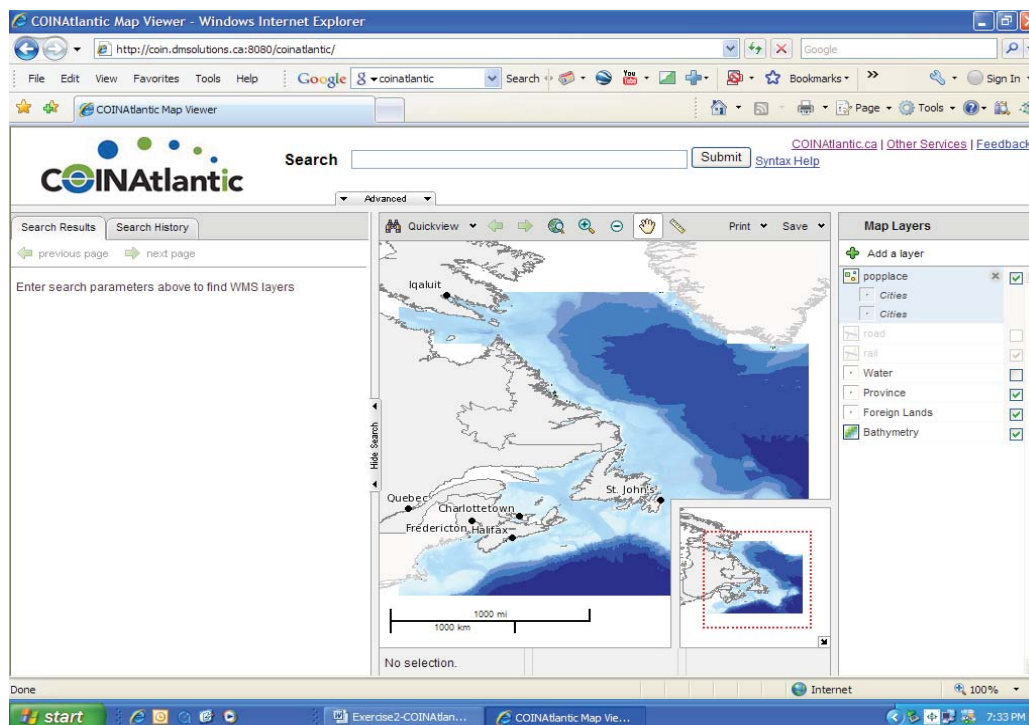 COINAtlantic Map Viewer - Windows Internet Explorer
http://coin.dmsolutions.ca:8080/coinatlantic/
Google
File Edit View Favorites Tools Help
Google coinatlantic Search Bookmarks Sign In
COINAtlantic Map Viewer
Page Tools
COINAtlantic.ca | Other Services | Feedback
COINAtlantic
Search
Submit
Syntax Help
Advanced
Search Results
Search History
previous page next page
Enter search parameters above to find WMS layers
Hide Search
Quickview
Print Save
Iqaluit
Quebec
Charlottetown
Fredericton
Halifax
St. John's
1000 mi
1000 km
No selection.
Map Layers
Add a layer
popplace
Cities
Cities
road
rail
Water
Province
Foreign Lands
Bathymetry
Done
Internet
100%
start
Exercise2-COINAtlan...
COINAtlantic Map Vie...
7:33 PM